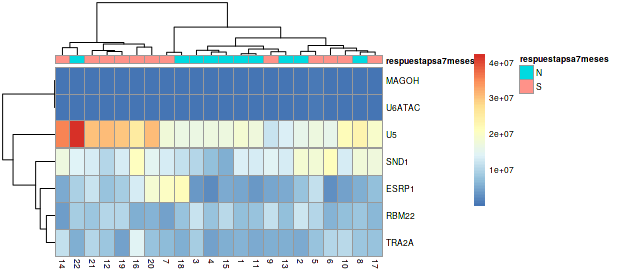 respuestapsa7meses
MAGOH
U6ATAC
U5
SND1
ESRP1
RBM22
TRA2A
14 22 21 12 19 16 20 7 18 3 4 15 1 11 9 13 2 5 6 10 8 17
4e+07
3e+07
2e+07
1e+07
respuestapsa7meses
N
S